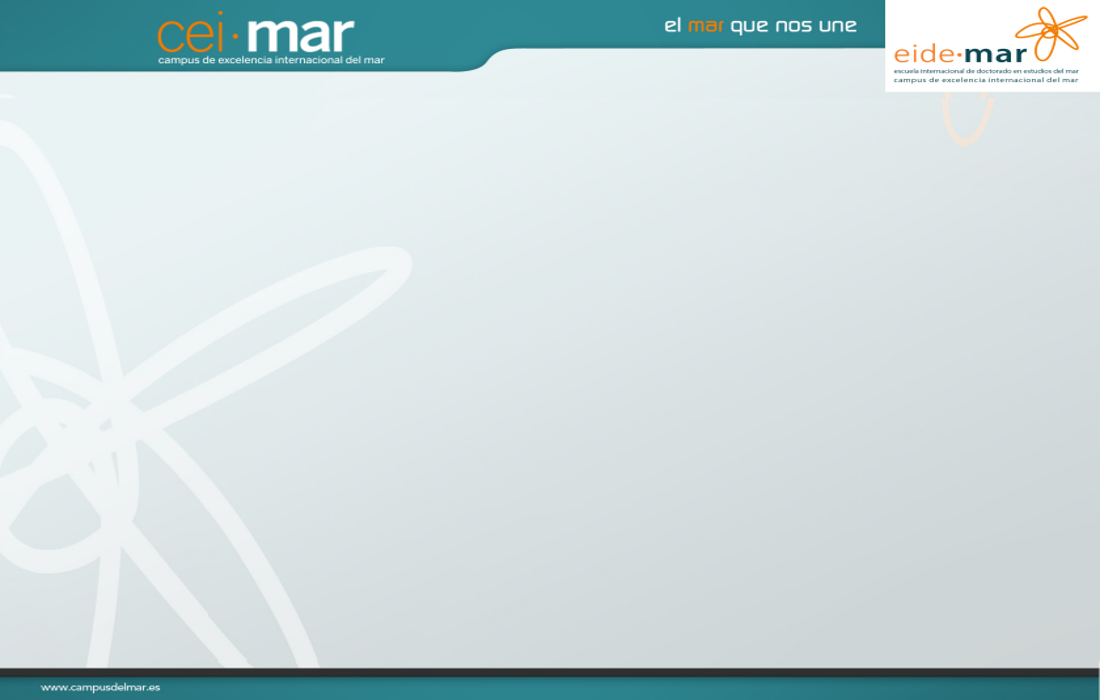 cei·mar
campus de excelencia internacional del mar
el mar que nos une
eide·mar
escuela internacional de doctorado en estudios del mar
campus de excelencia internacional del mar
www.campusdelmar.es